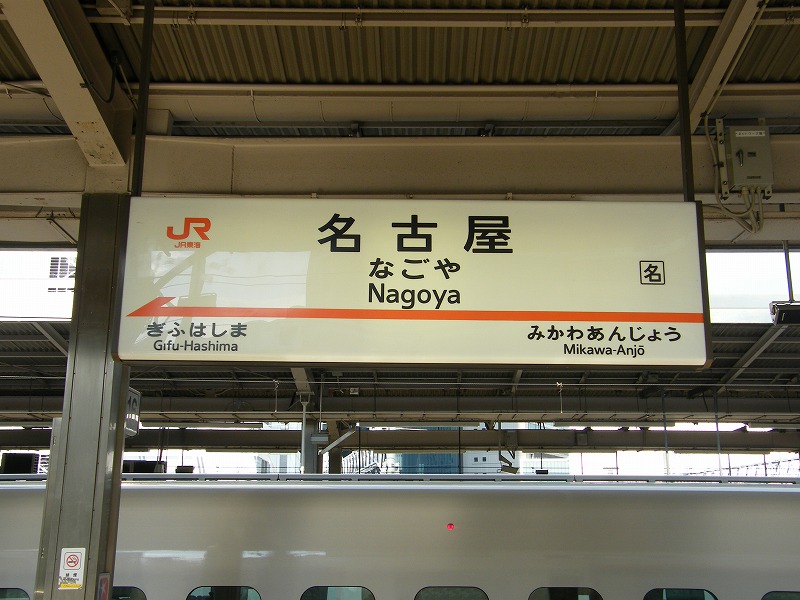 JR
JR東海
名古屋
なごや
Nagoya
名
ぎふはしま
Gifu-Hashima
みかわあんじょう
Mikawa-Anjō